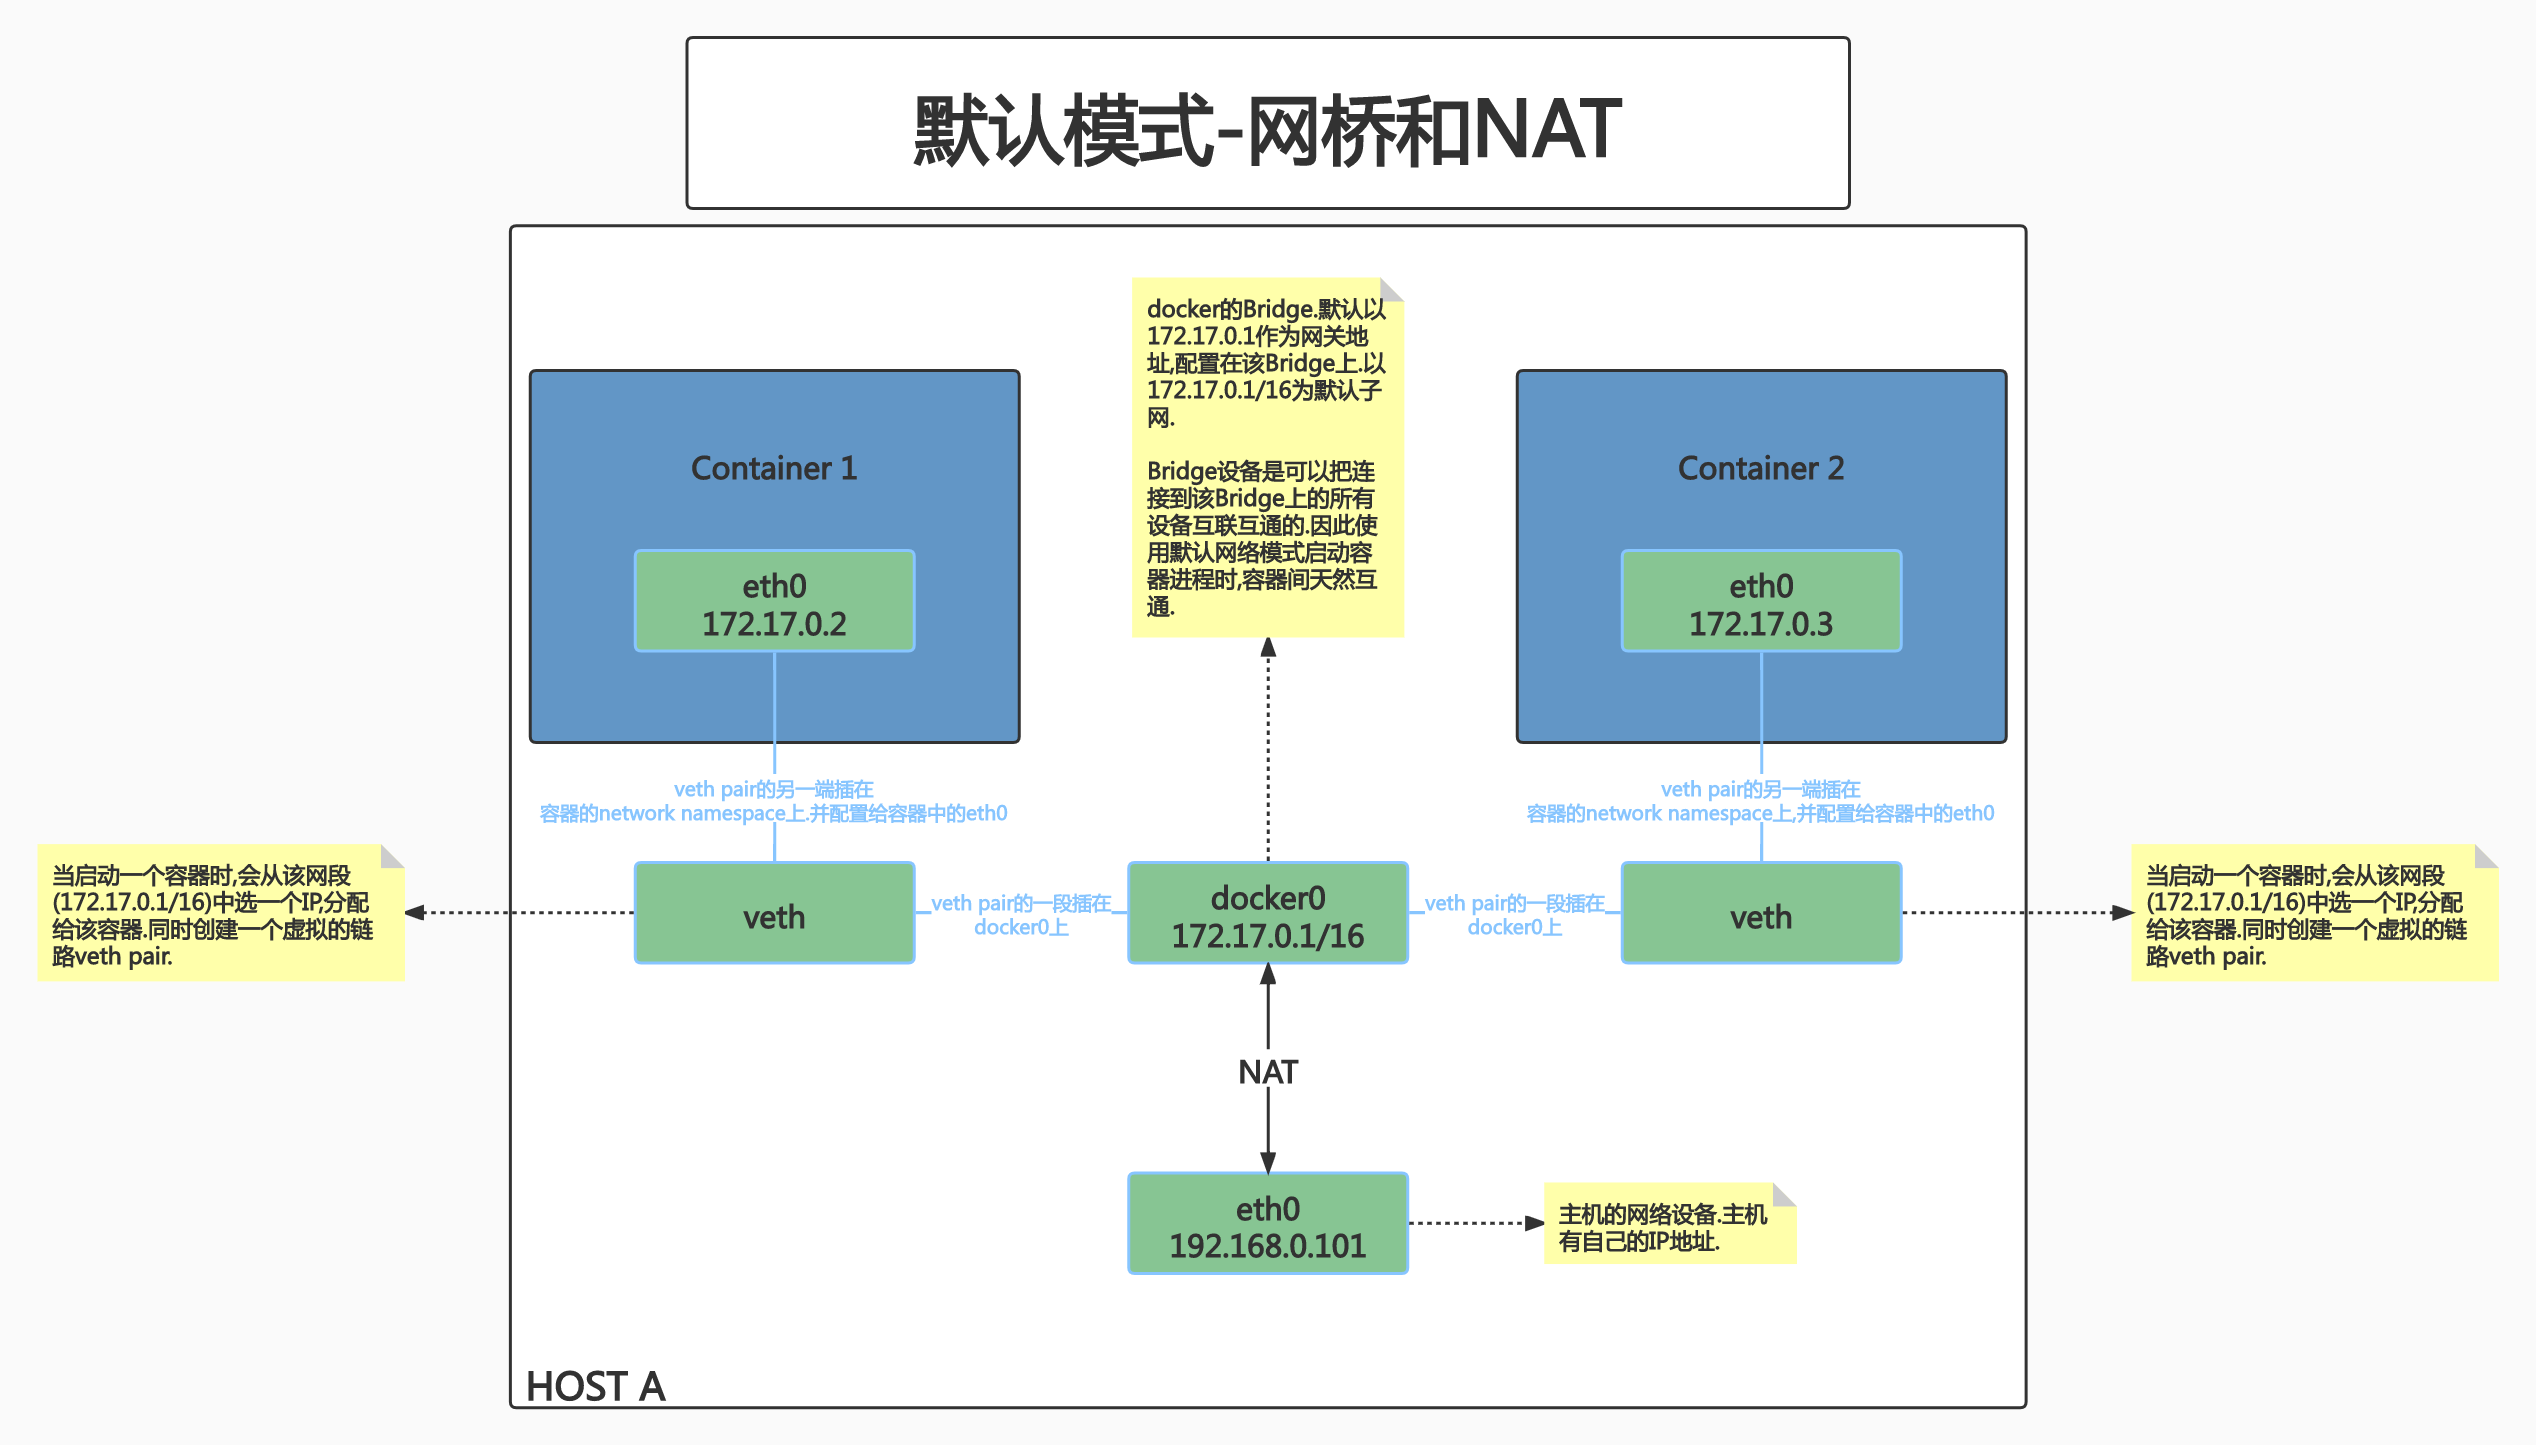 默认模式-网桥和NAT
docker的Bridge.默认以
172.17.0.1作为网关地
址,配置在该Bridge上.以
172.17.0.1/16为默认子
网.
Bridge设备是可以把连
接到该Bridge上的所有
设备互联互通的.因此使
用默认网络模式启动容
器进程时,容器间天然互
通.
Container 1
eth0
172.17.0.2
Container 2
eth0
172.17.0.3
veth pair的另一端插在
容器的network namespace上.并配置给容器中的eth0
veth pair的另一端插在
容器的network namespace上,并配置给容器中的eth0
当启动一个容器时,会从该网段
(172.17.0.1/16)中选一个IP,分配
给该容器.同时创建一个虚拟的链
路veth pair.
veth
veth pair的一段插在
docker0上
docker0
172.17.0.1/16
veth pair的一段插在
docker0上
veth
当启动一个容器时,会从该网段
(172.17.0.1/16)中选一个IP,分配
给该容器.同时创建一个虚拟的链
路veth pair.
NAT
eth0
192.168.0.101
主机的网络设备.主机
有自己的IP地址.
HOST A